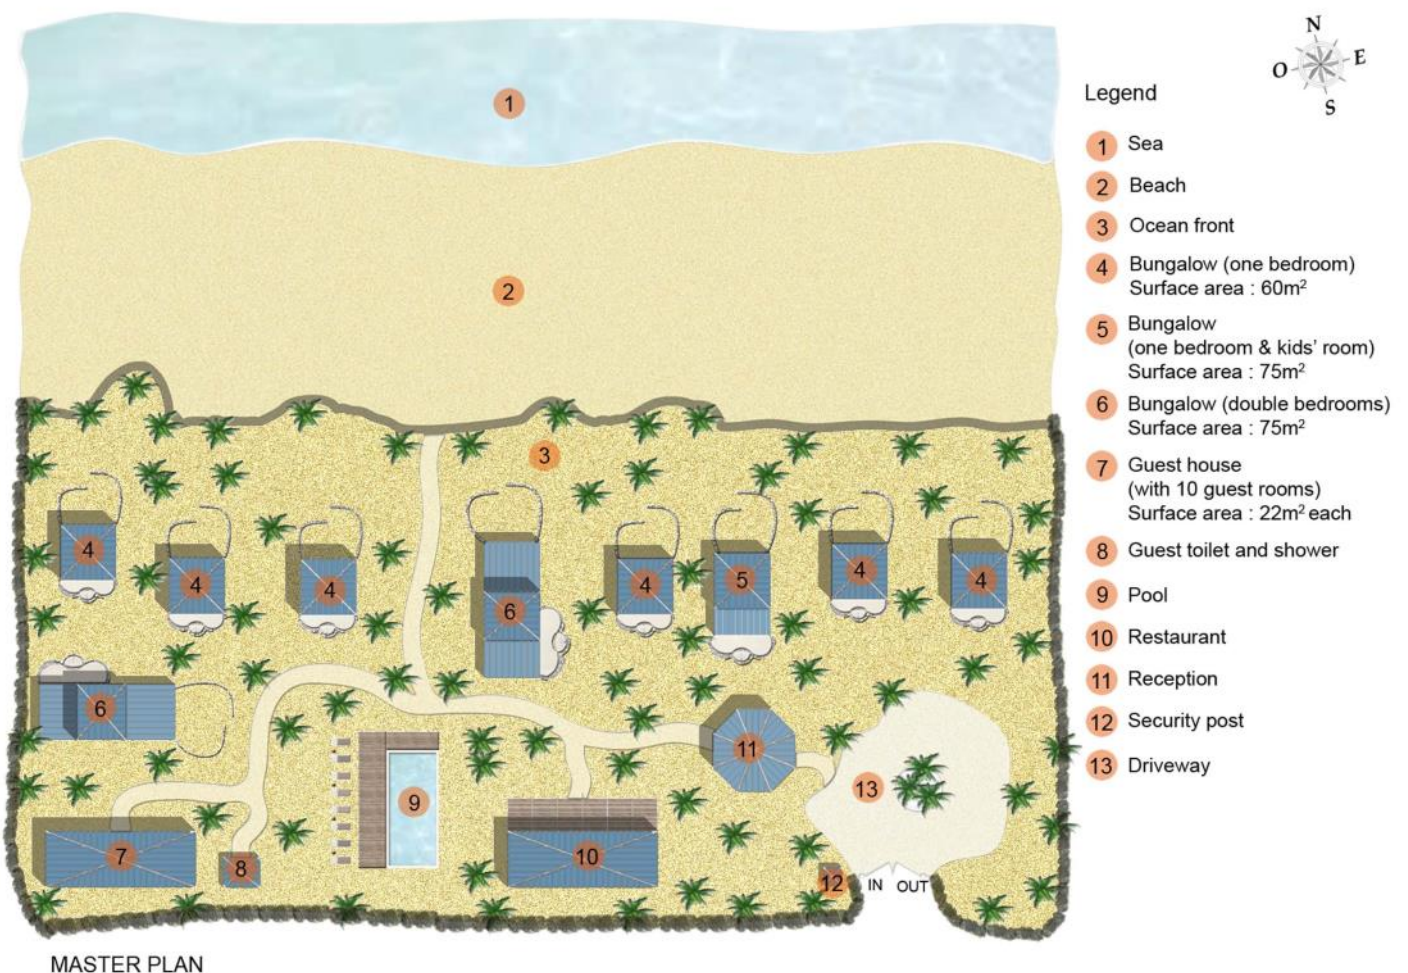 N
O E
S
Legend
1 Sea
2 Beach
3 Ocean front
4 Bungalow (one bedroom)
Surface area : 60m²
5 Bungalow
(one bedroom & kids' room)
Surface area : 75m²
6 Bungalow (double bedrooms)
Surface area : 75m²
7 Guest house
(with 10 guest rooms)
Surface area : 22m² each
8 Guest toilet and shower
9 Pool
10 Restaurant
11 Reception
12 Security post
13 Driveway
1
2
3
4
4
4
6
4
5
4
4
6
11
13
9
7
8
10
12
IN OUT
MASTER PLAN